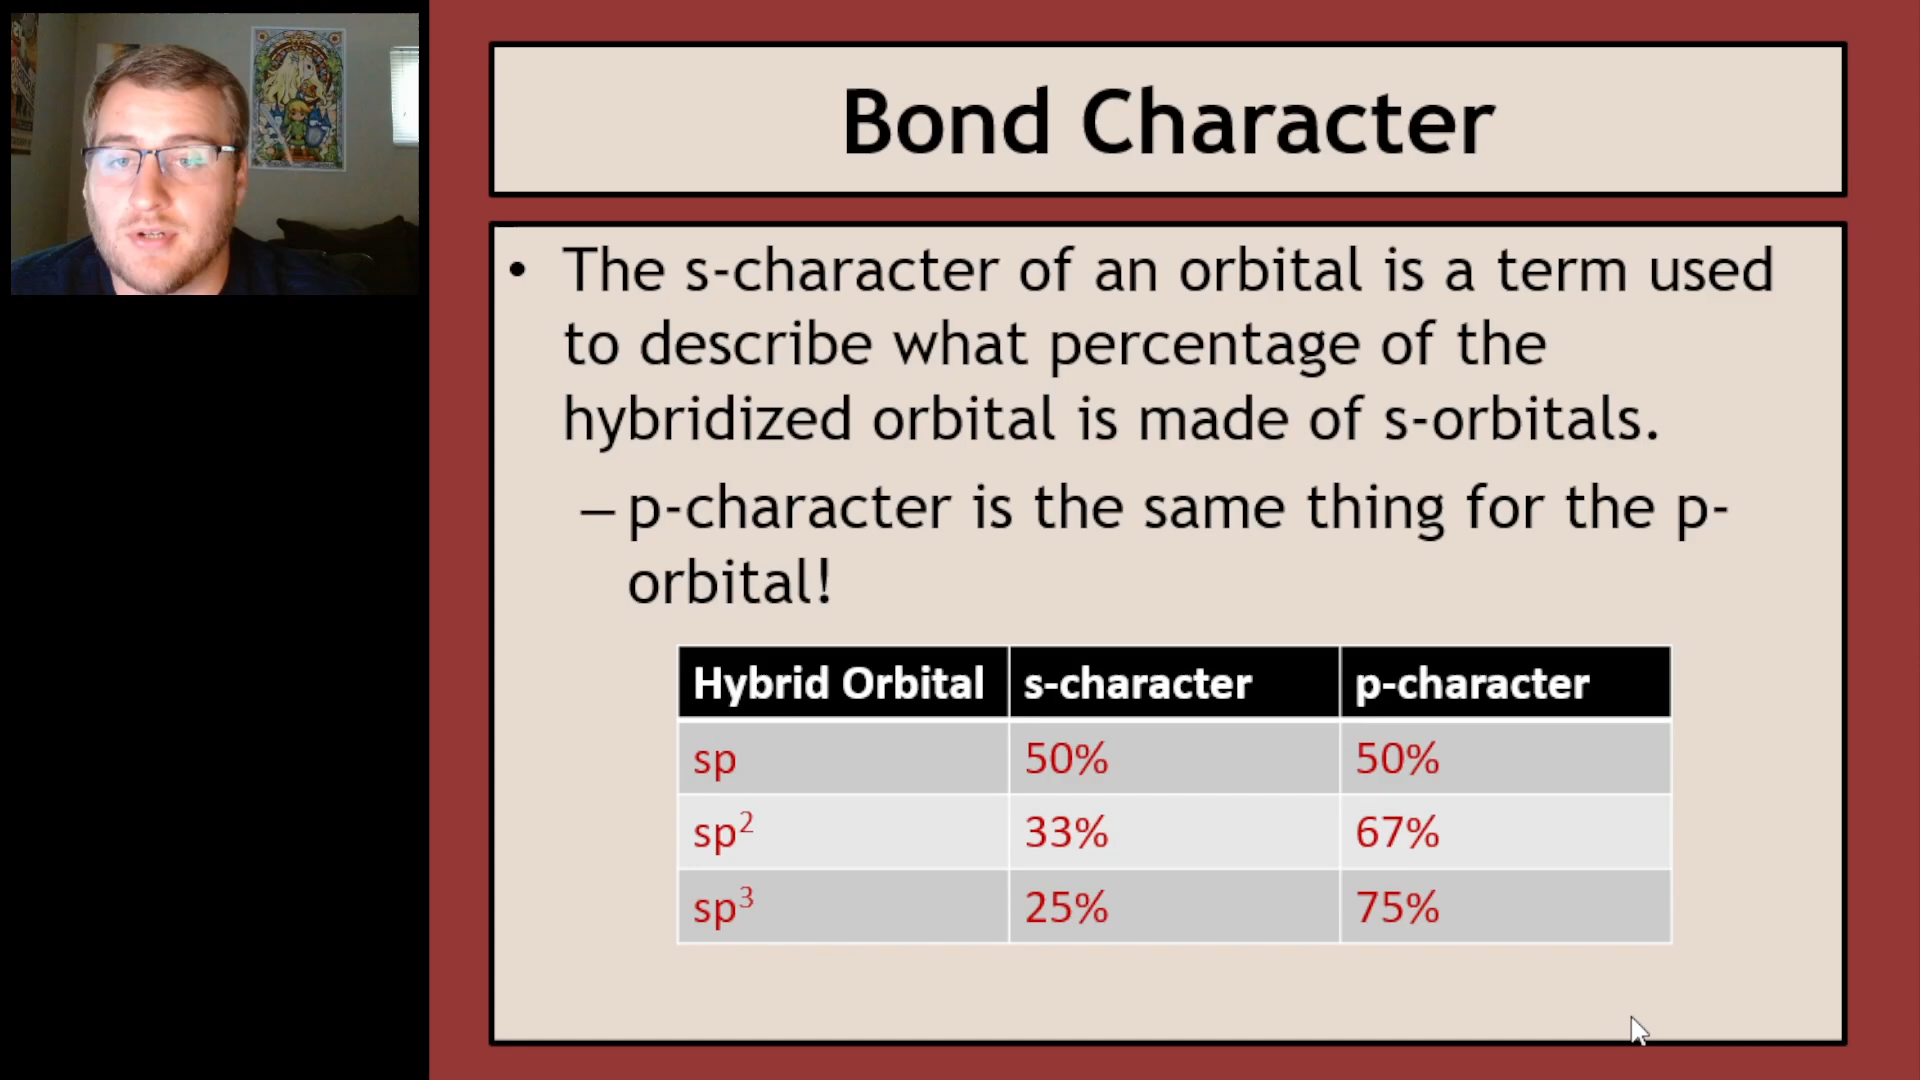 Bond Character
• The s-character of an orbital is a term used
to describe what percentage of the
hybridized orbital is made of s-orbitals.
– p-character is the same thing for the p-
orbital!
Hybrid Orbital s-character p-character
sp 50% 50%
sp² 33% 67%
sp³ 25% 75%